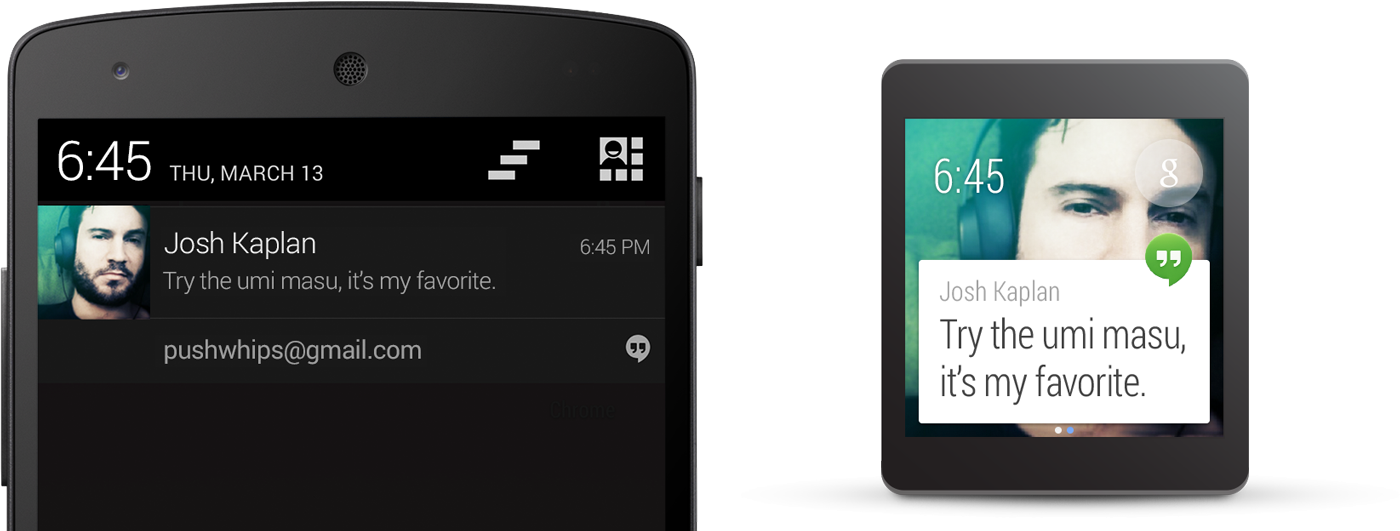 6:45 THU, MARCH 13
Josh Kaplan 6:45 PM
Try the umi masu, it's my favorite.
pushwhips@gmail.com
6:45
g
Josh Kaplan
Try the umi masu,
it's my favorite.